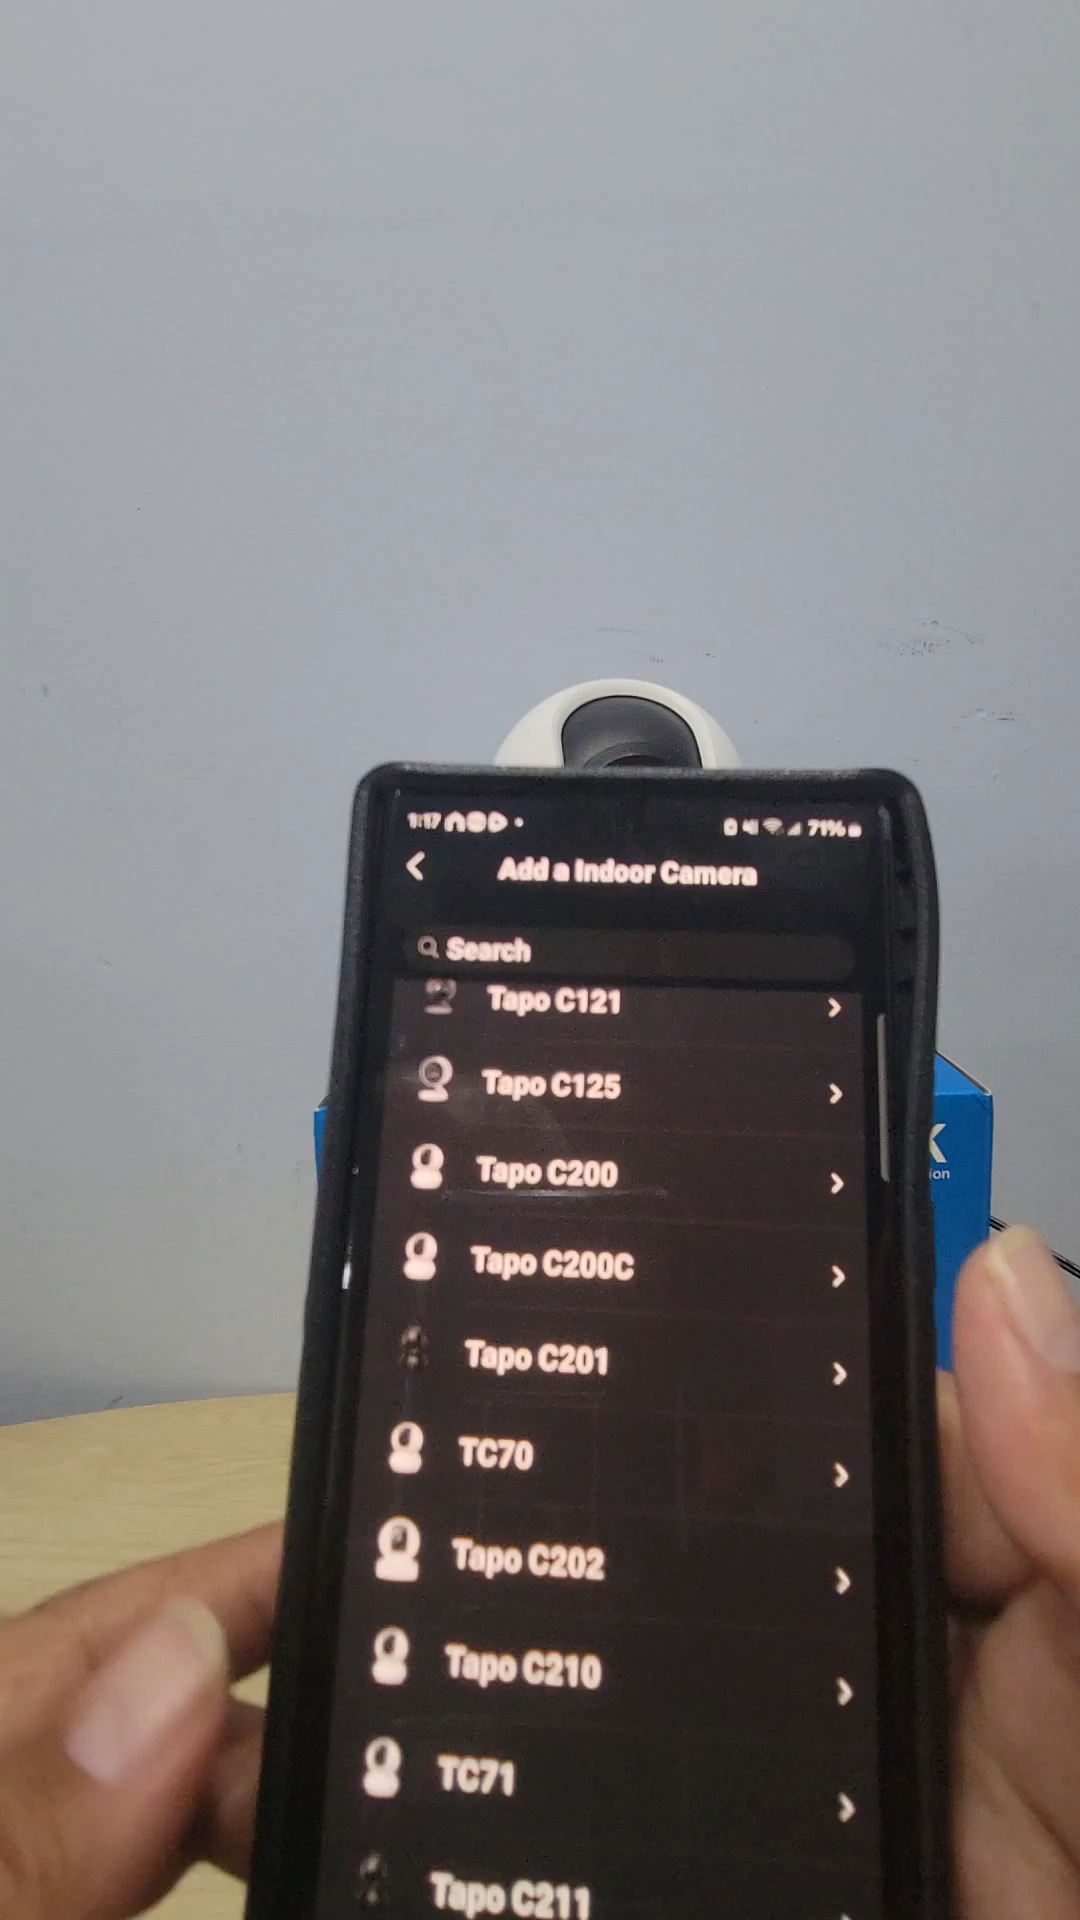 1:17 71%
Add a Indoor Camera
Search
Tapo C121
Tapo C125
Tapo C200
Tapo C200C
Tapo C201
TC70
Tapo C202
Tapo C210
TC71
Tapo C211
K
ion